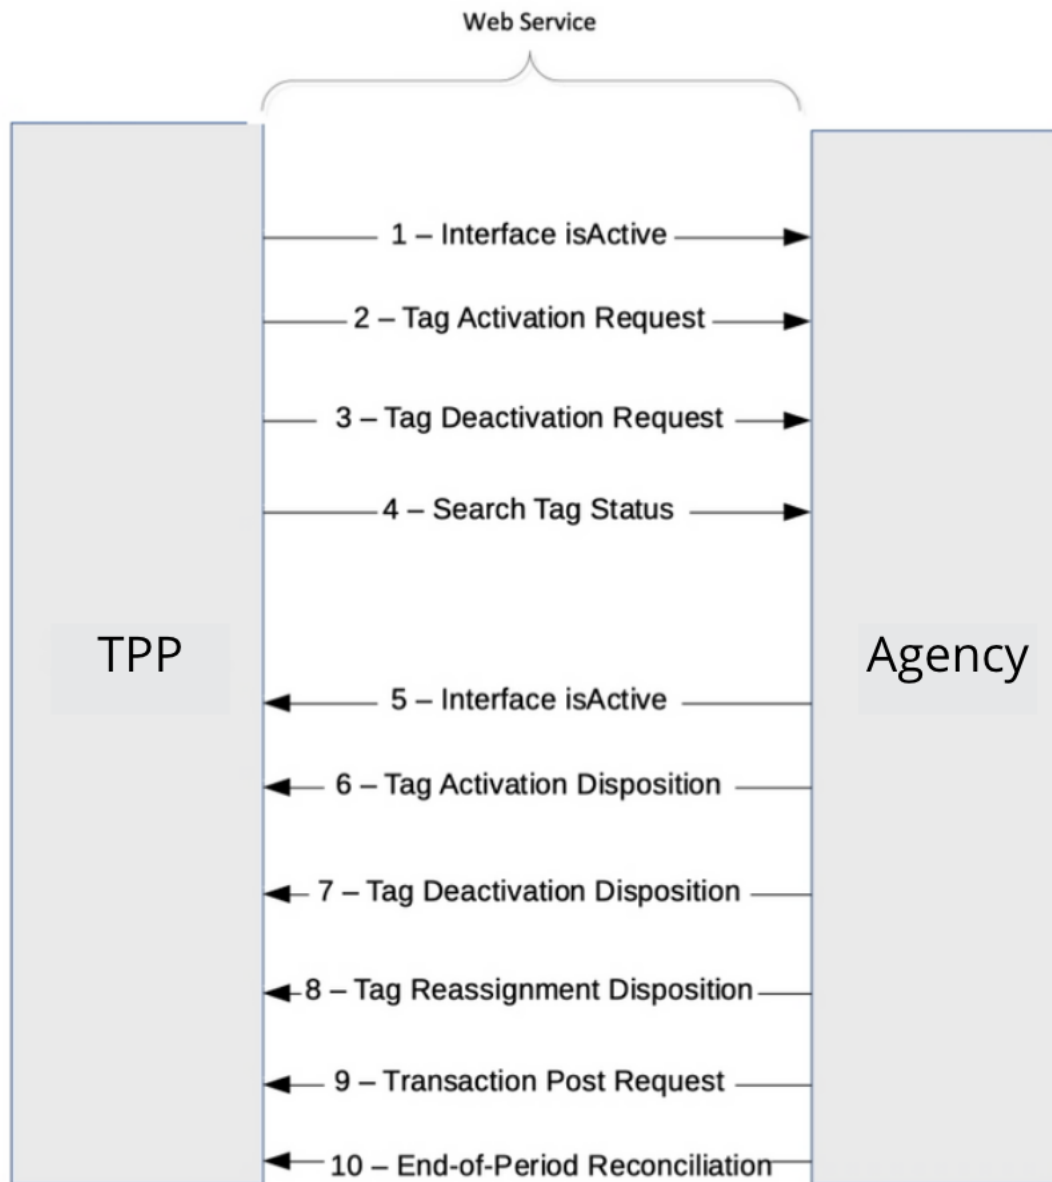 Web Service
1 – Interface isActive
2 – Tag Activation Request
3 – Tag Deactivation Request
4 – Search Tag Status
TPP
Agency
5 – Interface isActive
6 – Tag Activation Disposition
7 – Tag Deactivation Disposition
8 – Tag Reassignment Disposition
9 – Transaction Post Request
10 – End-of-Period Reconciliation